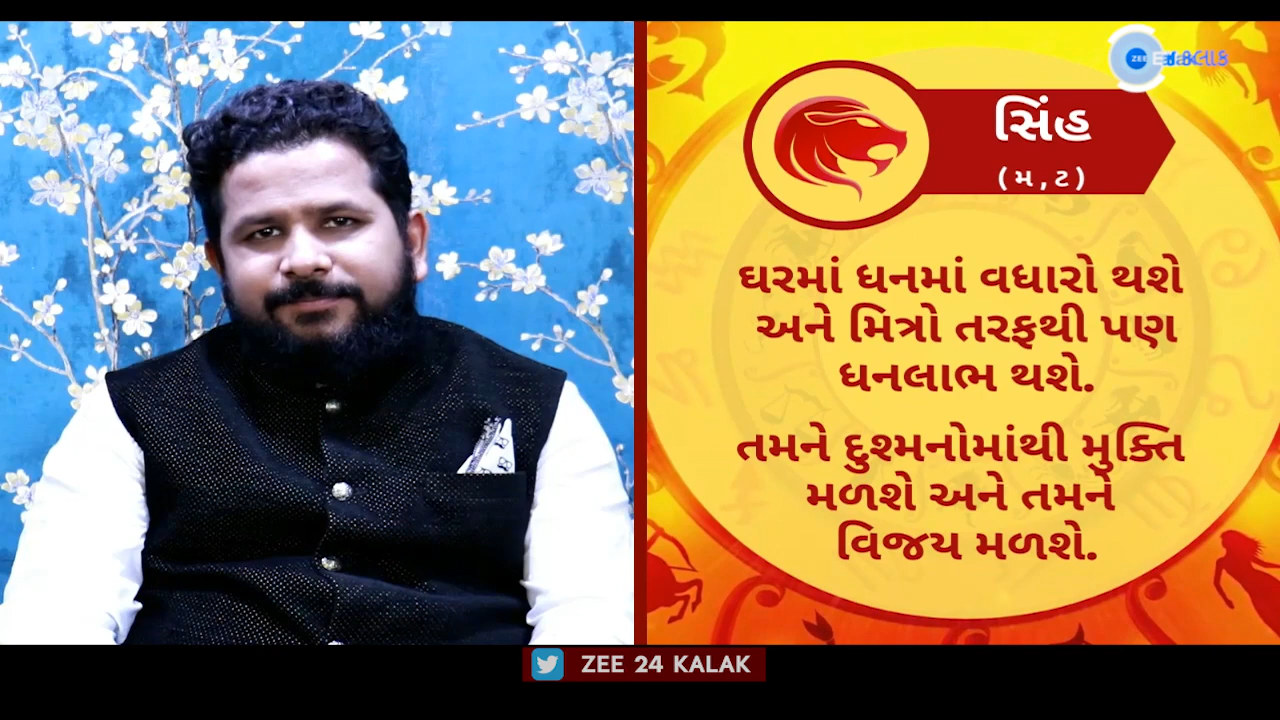 ZEE
સિંહ
( મ , ટ )
ઘરમાં ધનમાં વધારો થશે
અને મિત્રો તરફથી પણ
ધનલાભ થશે.
તમને દુશ્મનોમાંથી મુક્તિ
મળશે અને તમને
વિજય મળશે.
ZEE 24 KALAK